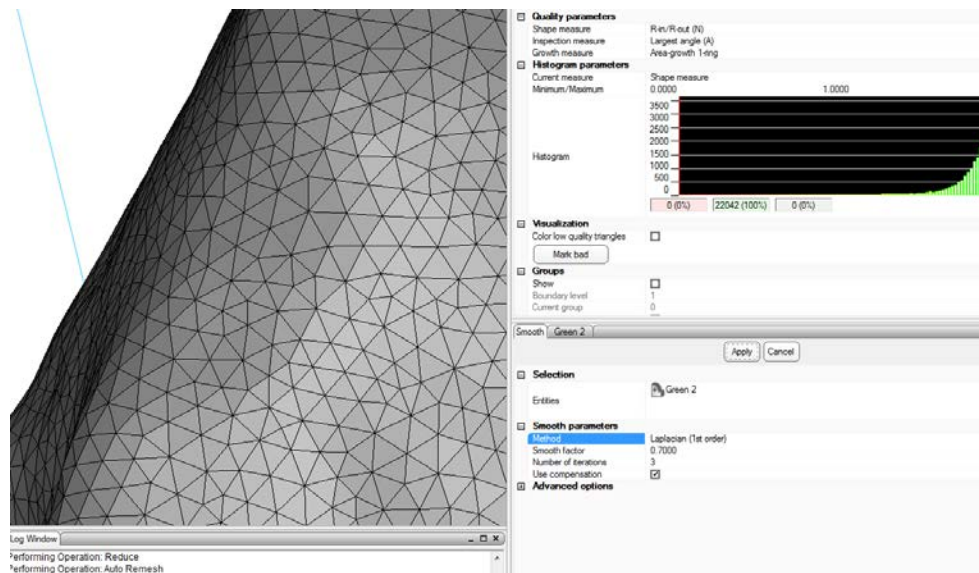 Quality parameters
Shape measure R-in/R-out (N)
Inspection measure Largest angle (A)
Growth measure Area-growth 1-ring
Histogram parameters
Current measure Shape measure
Minimum/Maximum 0.0000 1.0000
Histogram
3500
3000
2500
2000
1500
1000
500
0
0 (0%) 22042 (100%) 0 (0%)
Visualization
Color low quality triangles
Mark bad
Groups
Show
Boundary level 1
Current group 0
Smooth Green 2
Apply Cancel
Selection
Entities Green 2
Smooth parameters
Method Laplacian (1st order)
Smooth factor 0.7000
Number of iterations 3
Use compensation
Advanced options
Log Window
Performing Operation: Reduce
Performing Operation: Auto Remesh